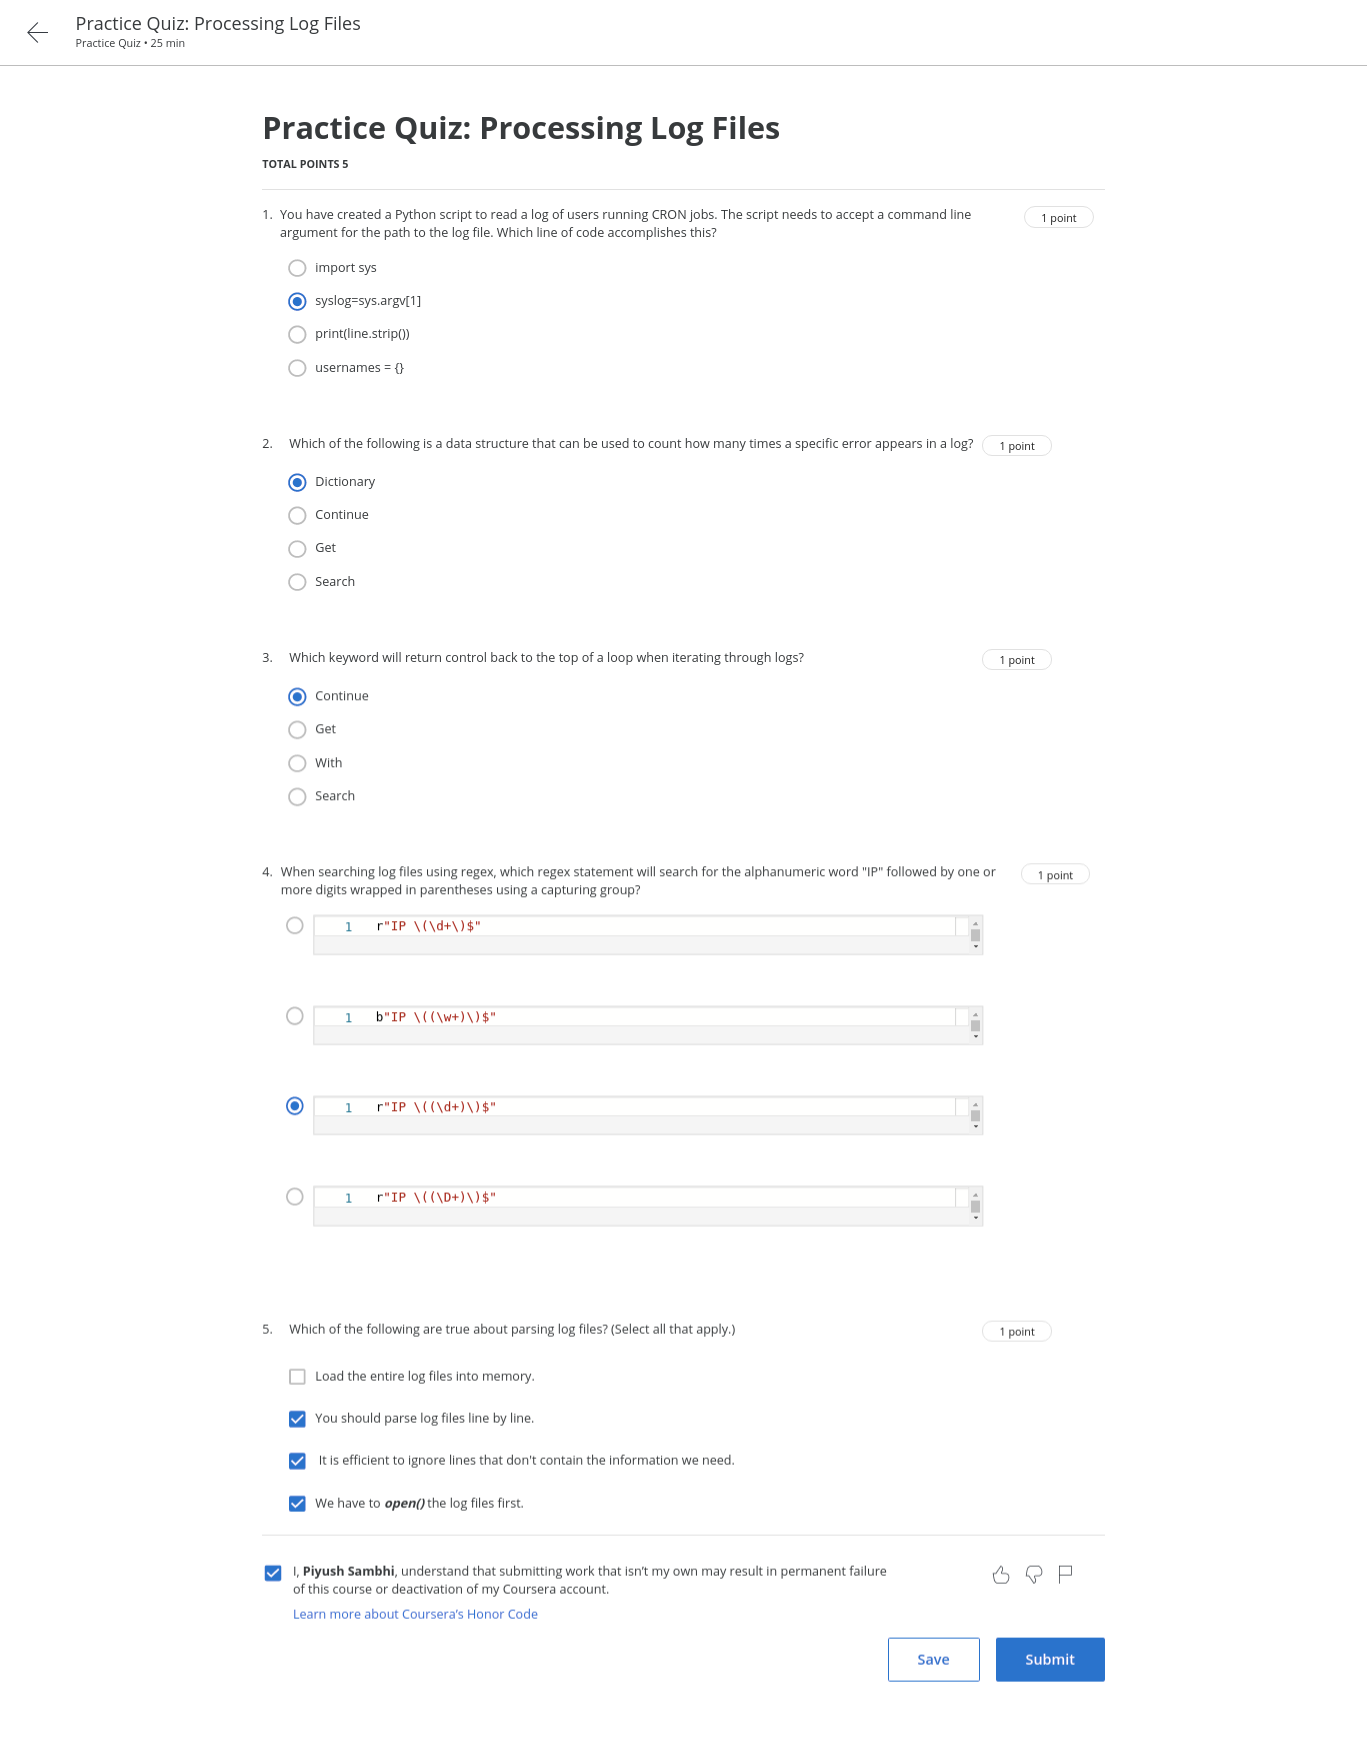 Practice Quiz: Processing Log Files
Practice Quiz • 25 min
Practice Quiz: Processing Log Files
TOTAL POINTS 5
1. You have created a Python script to read a log of users running CRON jobs. The script needs to accept a command line
argument for the path to the log file. Which line of code accomplishes this?
1 point
import sys
syslog=sys.argv[1]
print(line.strip())
usernames = {}
2. Which of the following is a data structure that can be used to count how many times a specific error appears in a log?
1 point
Dictionary
Continue
Get
Search
3. Which keyword will return control back to the top of a loop when iterating through logs?
1 point
Continue
Get
With
Search
4. When searching log files using regex, which regex statement will search for the alphanumeric word "IP" followed by one or
more digits wrapped in parentheses using a capturing group?
1 point
1 r"IP \(\d+\)$"
1 b"IP \((\w+)\)$"
1 r"IP \((\d+)\)$"
1 r"IP \((\D+)\)$"
5. Which of the following are true about parsing log files? (Select all that apply.)
1 point
Load the entire log files into memory.
You should parse log files line by line.
It is efficient to ignore lines that don't contain the information we need.
We have to open() the log files first.
I, Piyush Sambhi, understand that submitting work that isn’t my own may result in permanent failure
of this course or deactivation of my Coursera account.
Learn more about Coursera’s Honor Code
Save
Submit